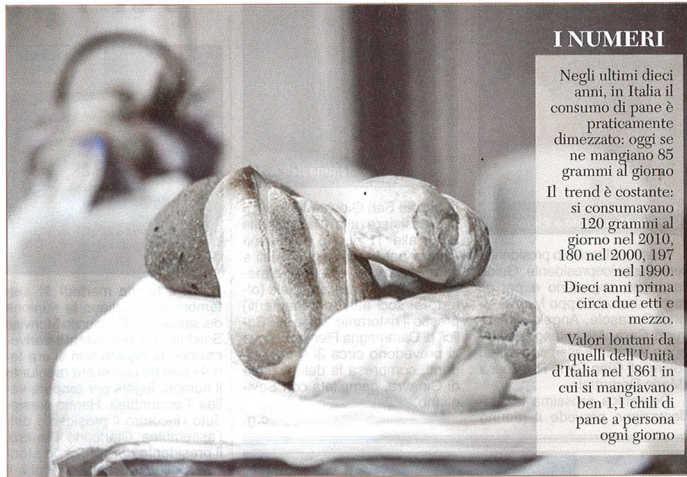 I NUMERI
Negli ultimi dieci
anni, in Italia il
consumo di pane è
praticamente
dimezzato: oggi se
ne mangiano 85
grammi al giorno
Il trend è costante:
si consumavano
120 grammi al
giorno nel 2010,
180 nel 2000, 197
nel 1990.
Dieci anni prima
circa due etti e
mezzo.
Valori lontani da
quelli dell'Unità
d'Italia nel 1861 in
cui si mangiavano
ben 1,1 chili di
pane a persona
ogni giorno